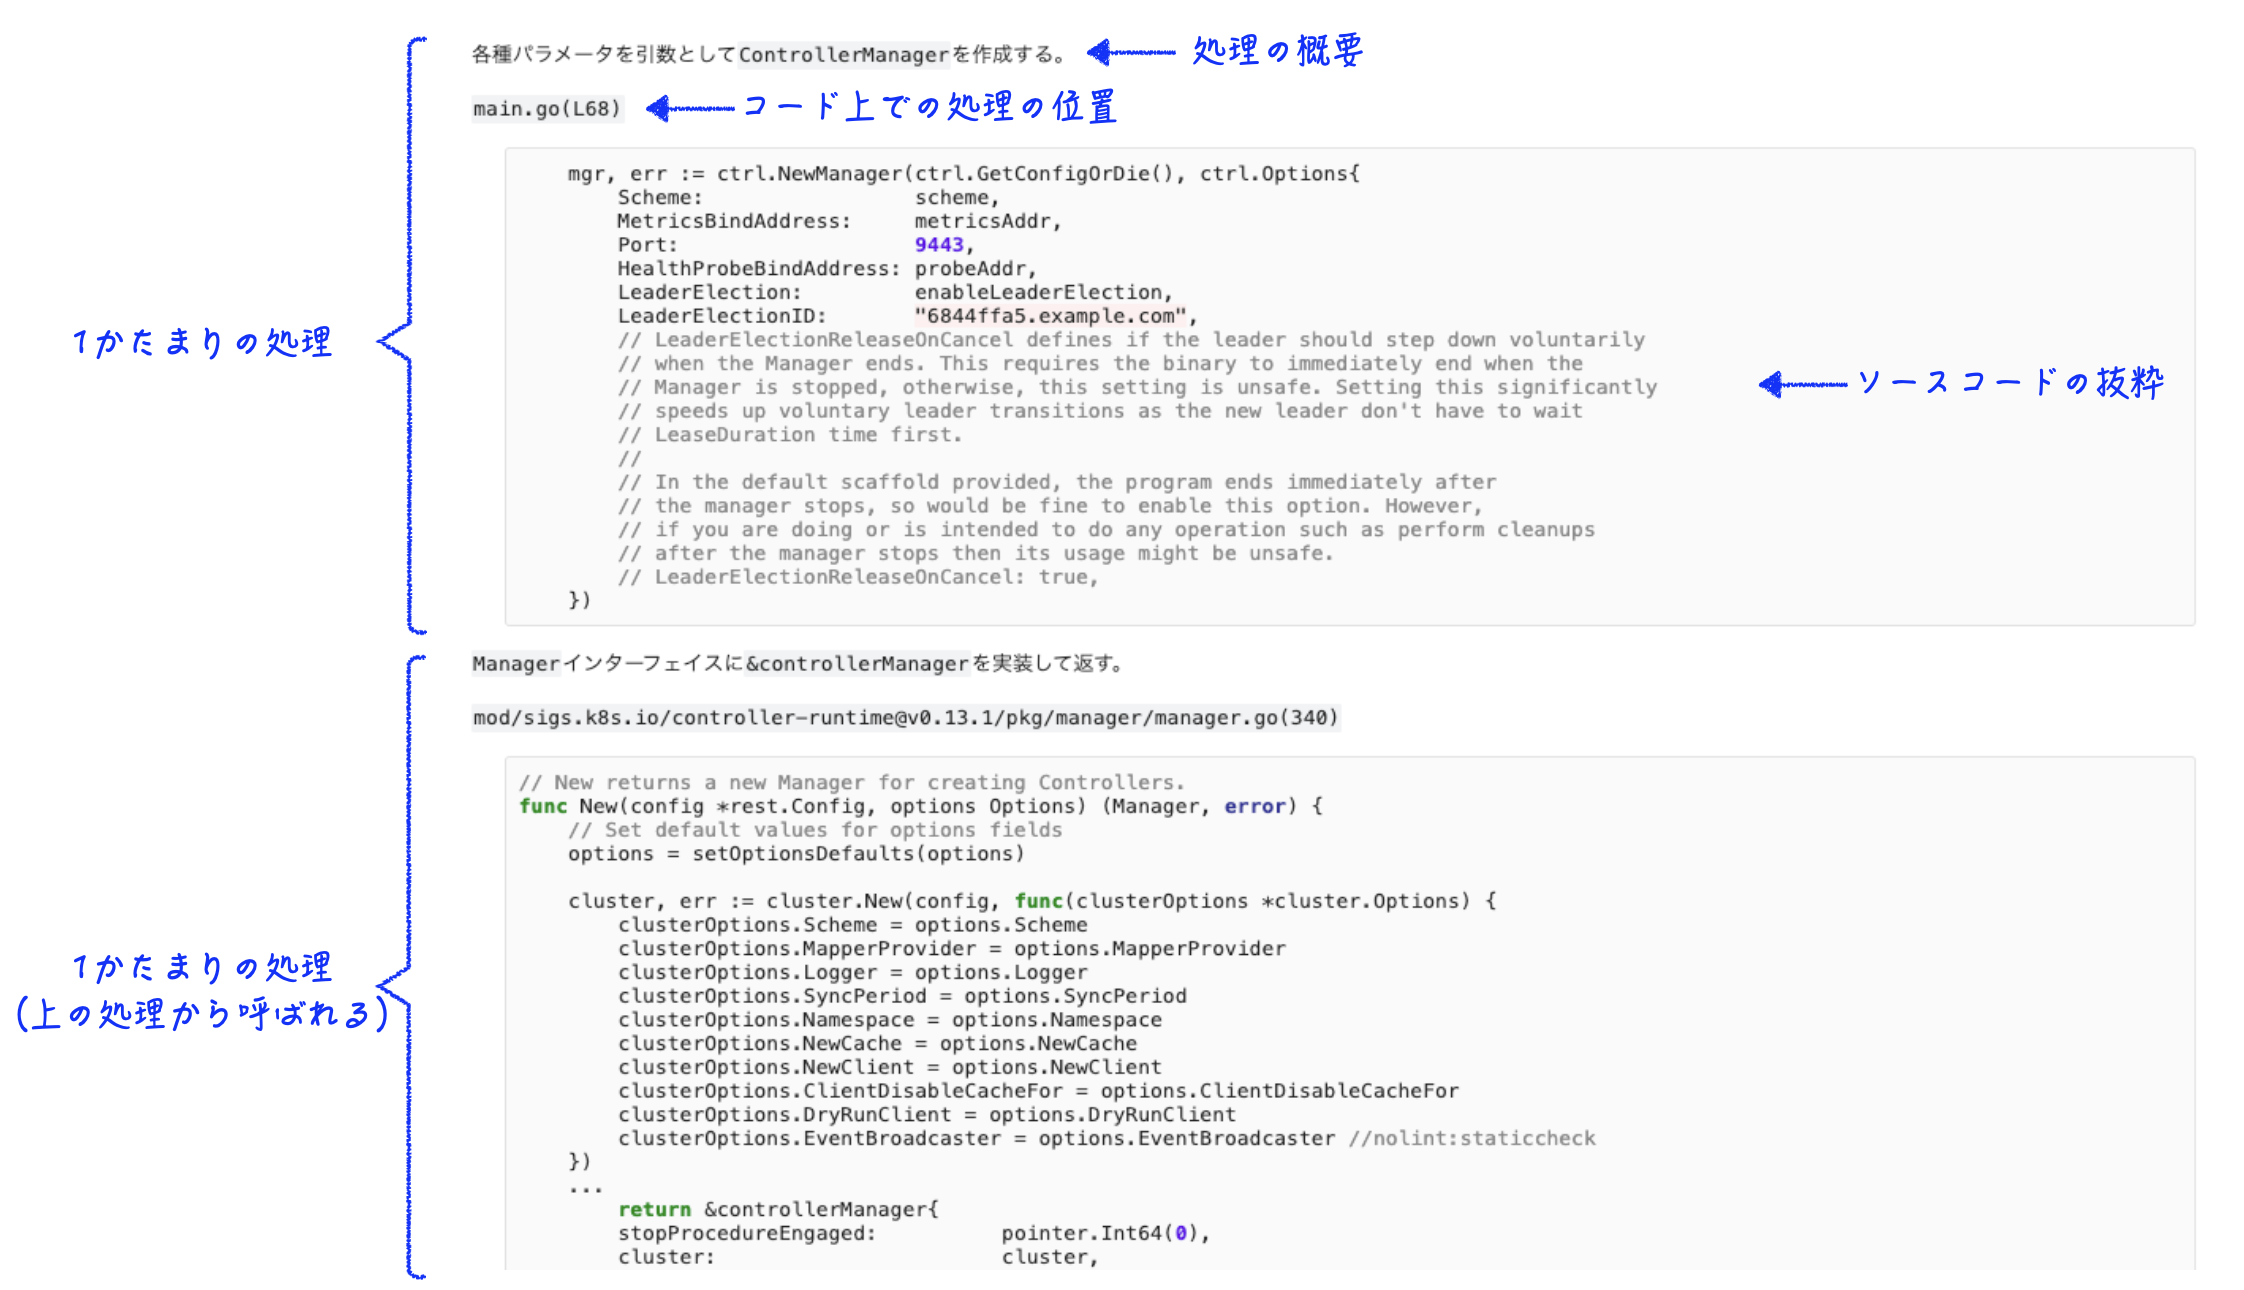 各種パラメータを引数としてControllerManagerを作成する。 処理の概要
main.go(L68) コード上での処理の位置
mgr, err := ctrl.NewManager(ctrl.GetConfigOrDie(), ctrl.Options{
Scheme: scheme,
MetricsBindAddress: metricsAddr,
Port: 9443,
HealthProbeBindAddress: probeAddr,
LeaderElection: enableLeaderElection,
LeaderElectionID: "6844ffa5.example.com",
// LeaderElectionReleaseOnCancel defines if the leader should step down voluntarily
// when the Manager ends. This requires the binary to immediately end when the
// Manager is stopped, otherwise, this setting is unsafe. Setting this significantly
// speeds up voluntary leader transitions as the new leader don't have to wait
// LeaseDuration time first.
//
// In the default scaffold provided, the program ends immediately after
// the manager stops, so would be fine to enable this option. However,
// if you are doing or is intended to do any operation such as perform cleanups
// after the manager stops then its usage might be unsafe.
// LeaderElectionReleaseOnCancel: true,
})
1かたまりの処理
ソースコードの抜粋
Managerインターフェイスに&controllerManagerを実装して返す。
mod/sigs.k8s.io/controller-runtime@v0.13.1/pkg/manager/manager.go(340)
// New returns a new Manager for creating Controllers.
func New(config *rest.Config, options Options) (Manager, error) {
// Set default values for options fields
options = setOptionsDefaults(options)
cluster, err := cluster.New(config, func(clusterOptions *cluster.Options) {
clusterOptions.Scheme = options.Scheme
clusterOptions.MapperProvider = options.MapperProvider
clusterOptions.Logger = options.Logger
clusterOptions.SyncPeriod = options.SyncPeriod
clusterOptions.Namespace = options.Namespace
clusterOptions.NewCache = options.NewCache
clusterOptions.NewClient = options.NewClient
clusterOptions.ClientDisableCacheFor = options.ClientDisableCacheFor
clusterOptions.DryRunClient = options.DryRunClient
clusterOptions.EventBroadcaster = options.EventBroadcaster //nolint:staticcheck
})
...
return &controllerManager{
stopProcedureEngaged: pointer.Int64(0),
cluster: cluster,
1かたまりの処理
(上の処理から呼ばれる)